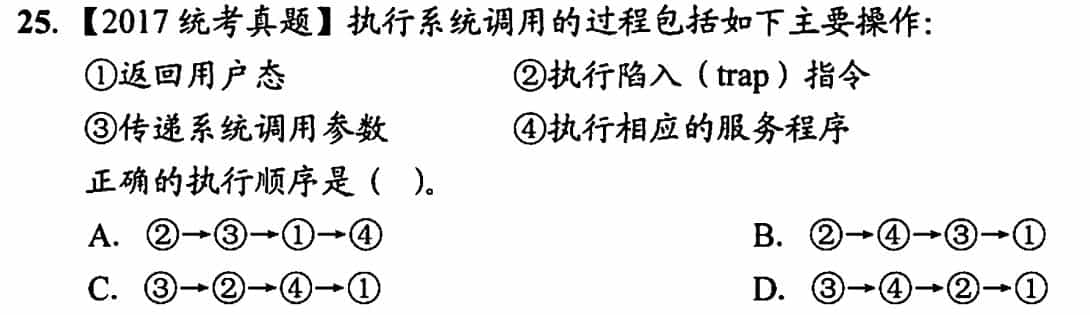 25. 【2017 统考真题】执行系统调用的过程包括如下主要操作：
①返回用户态 ②执行陷入（trap）指令
③传递系统调用参数 ④执行相应的服务程序
正确的执行顺序是（ ）。
A. ②→③→①→④ B. ②→④→③→①
C. ③→②→④→① D. ③→④→②→①